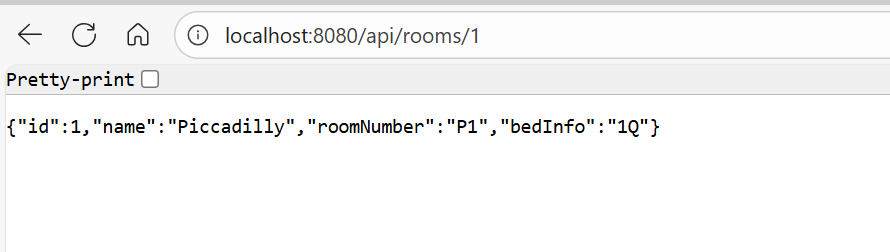 localhost:8080/api/rooms/1
Pretty-print
{"id":1,"name":"Piccadilly","roomNumber":"P1","bedInfo":"1Q"}